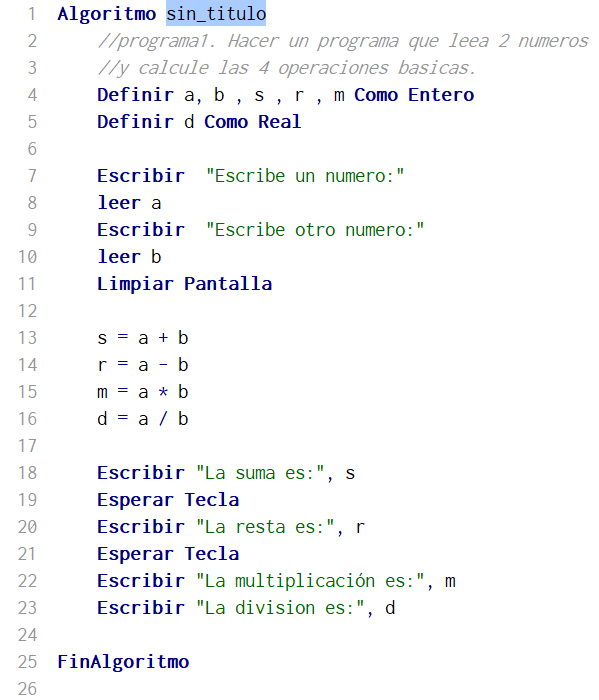 1 Algoritmo sin_titulo
2 //programa1. Hacer un programa que leea 2 numeros
3 //y calcule las 4 operaciones basicas.
4 Definir a, b , s , r , m Como Entero
5 Definir d Como Real
6
7 Escribir  "Escribe un numero:"
8 leer a
9 Escribir  "Escribe otro numero:"
10 leer b
11 Limpiar Pantalla
12
13 s = a + b
14 r = a - b
15 m = a * b
16 d = a / b
17
18 Escribir "La suma es:", s
19 Esperar Tecla
20 Escribir "La resta es:", r
21 Esperar Tecla
22 Escribir "La multiplicación es:", m
23 Escribir "La division es:", d
24
25 FinAlgoritmo
26